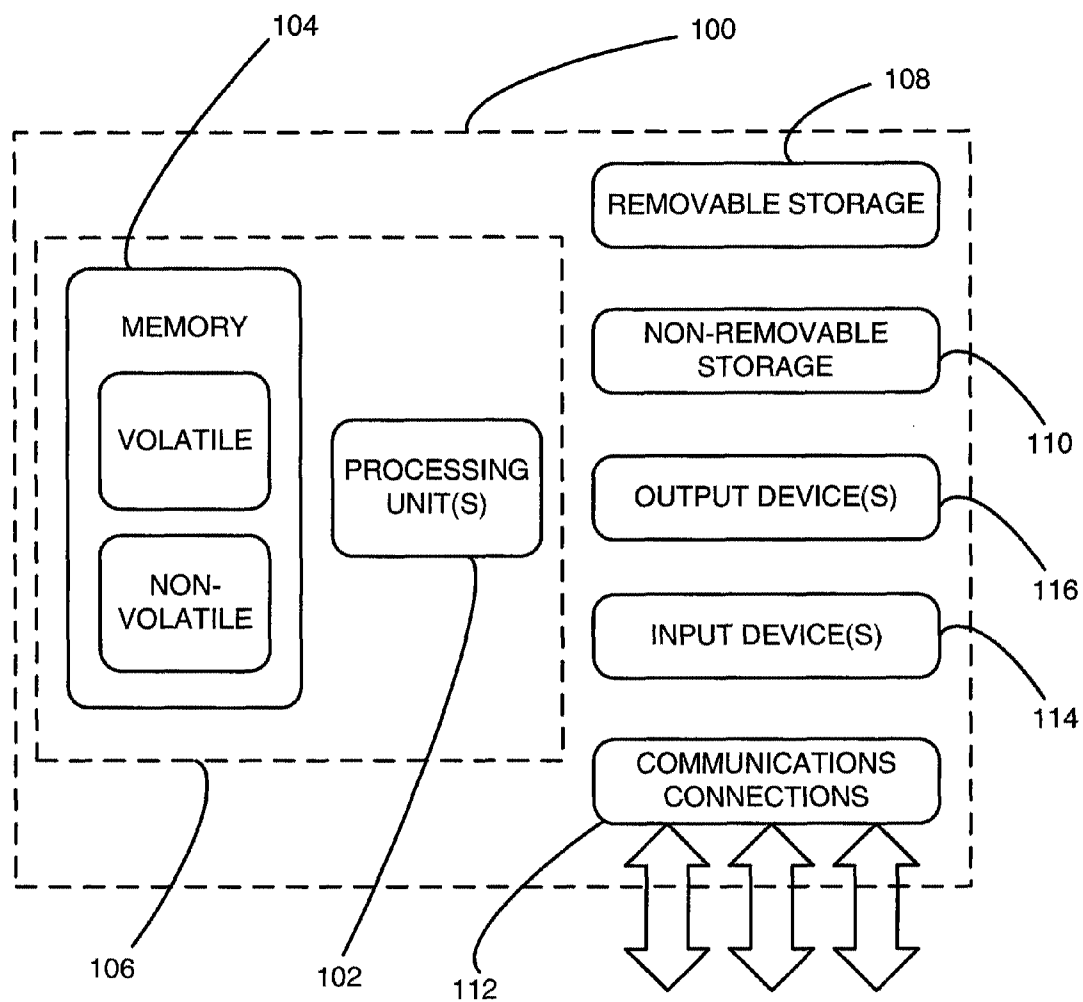 104
100
108
REMOVABLE STORAGE
MEMORY
NON-REMOVABLE
STORAGE
110
VOLATILE
PROCESSING
UNIT(S)
OUTPUT DEVICE(S)
116
NON-
VOLATILE
INPUT DEVICE(S)
114
COMMUNICATIONS
CONNECTIONS
106
102
112